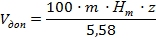 V_доп = (100 · m · H_m · z) / 5,58